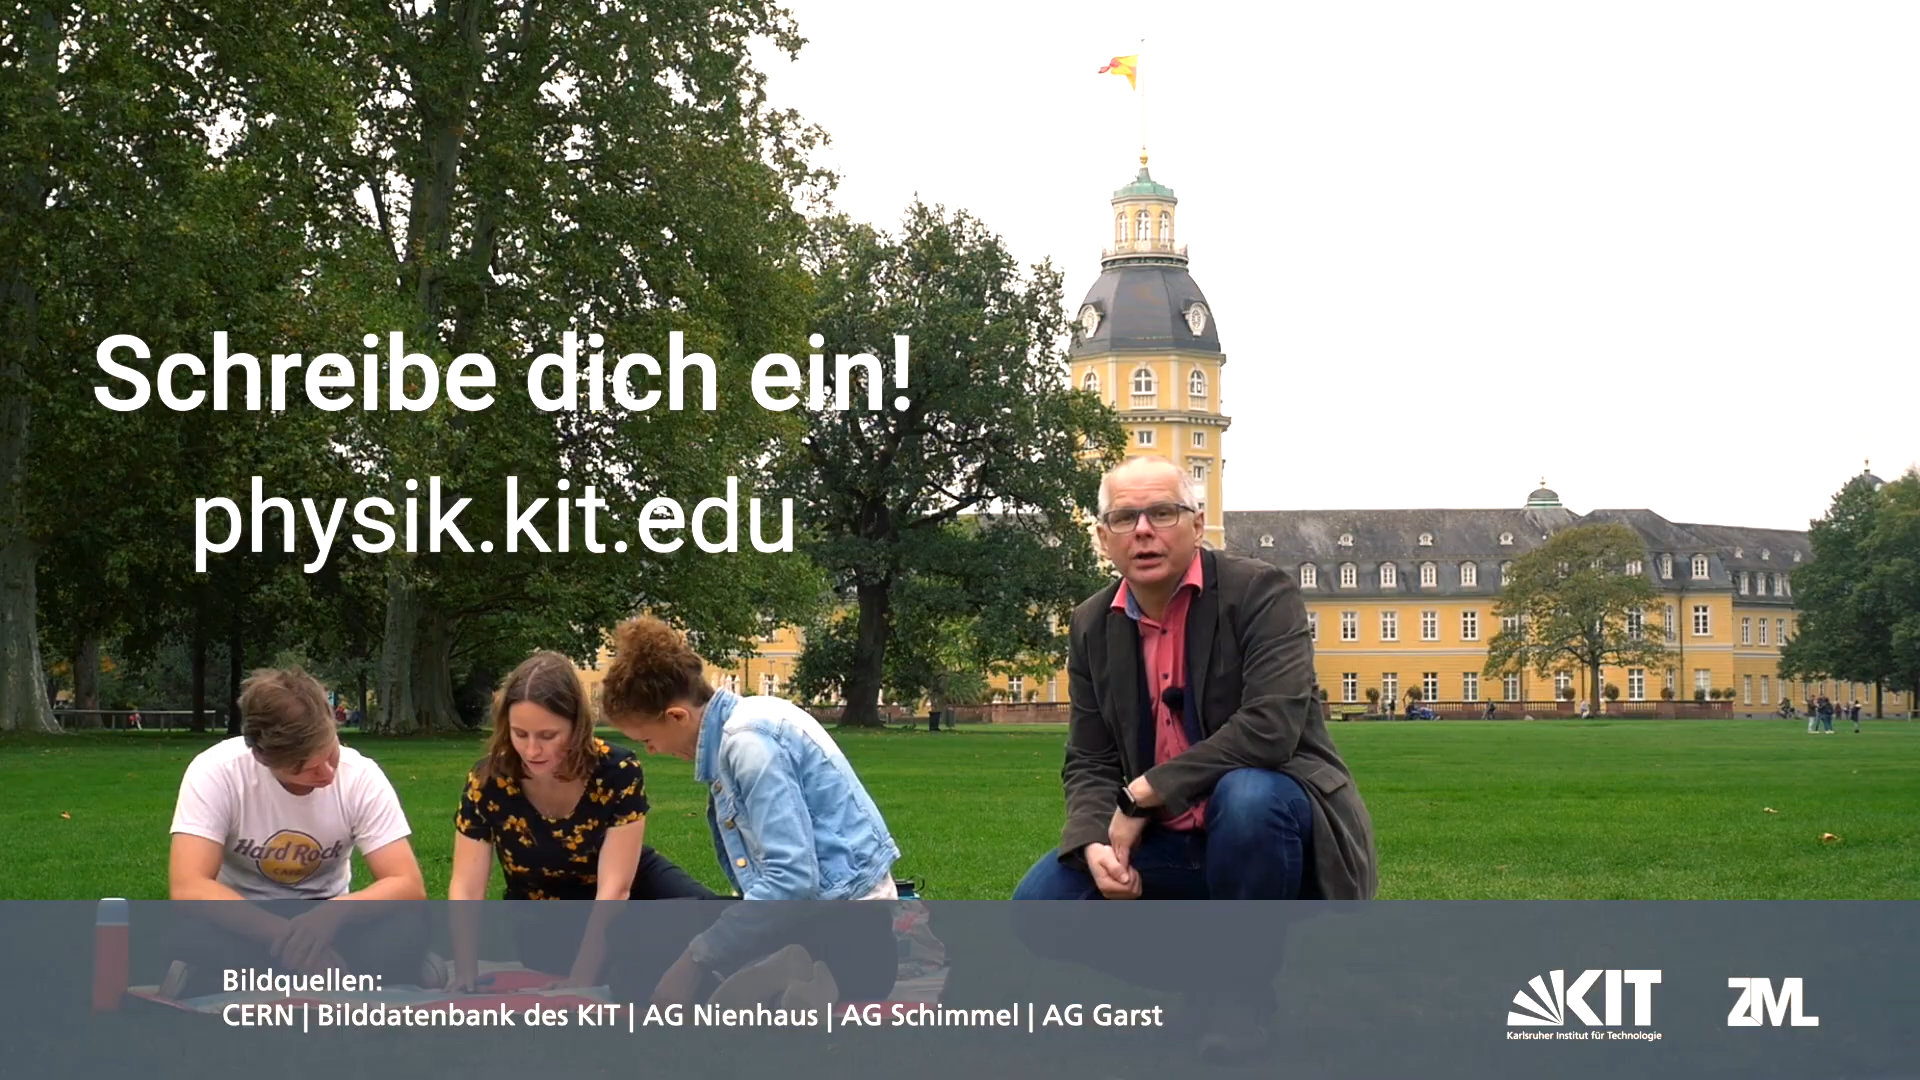 Schreibe dich ein!
physik.kit.edu
Hard Rock
CAFE
Bildquellen:
CERN | Bilddatenbank des KIT | AG Nienhaus | AG Schimmel | AG Garst
KIT
Karlsruher Institut für Technologie
ZML